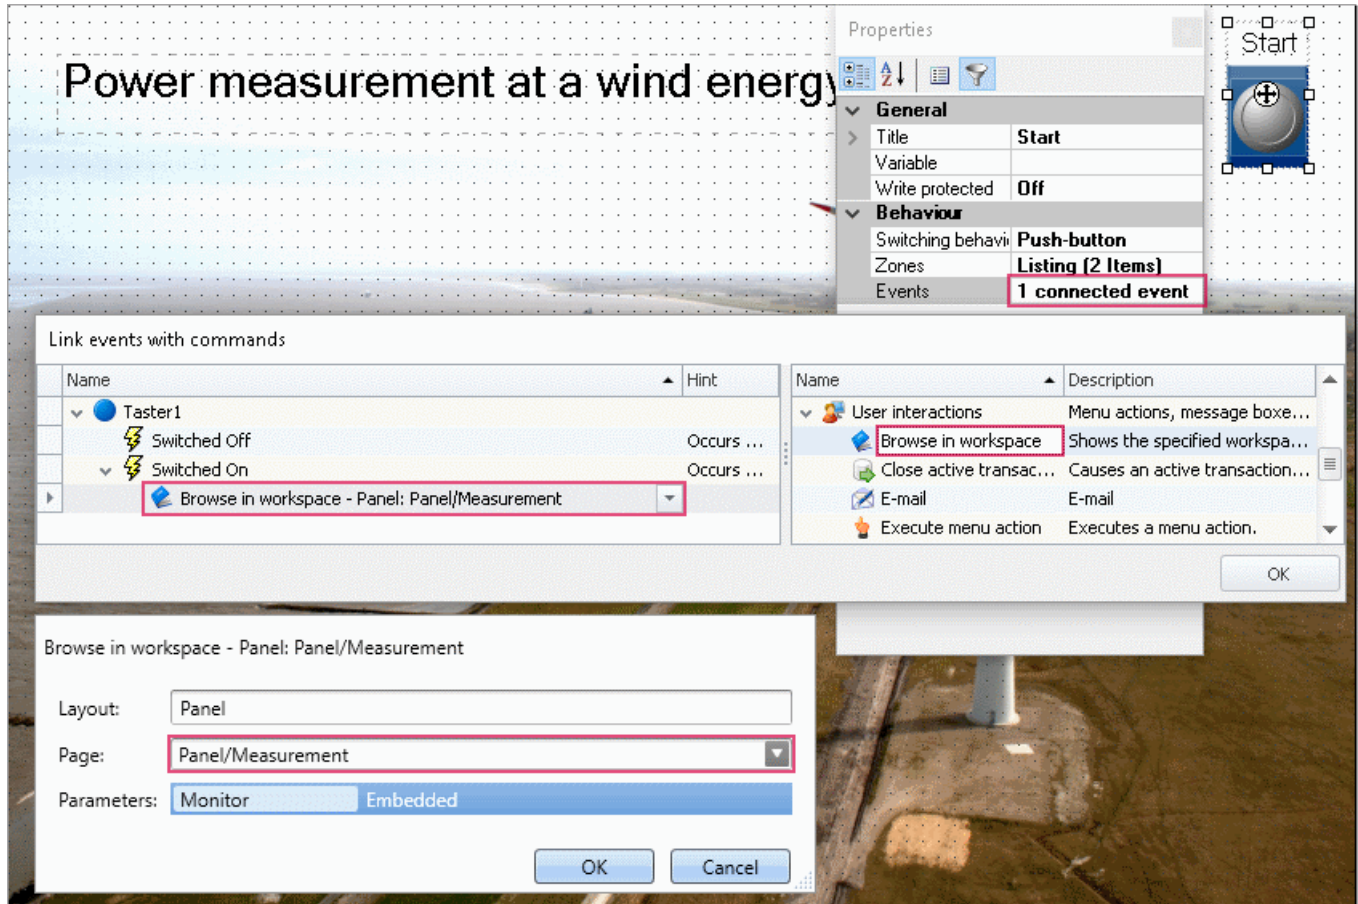 Properties
Start
Power measurement at a wind energy
General
Title Start
Variable
Write protected Off
Behaviour
Switching behavi Push-button
Zones Listing (2 Items)
Events 1 connected event
Link events with commands
Name Hint
Taster1
Switched Off Occurs ...
Switched On Occurs ...
Browse in workspace - Panel: Panel/Measurement
Name Description
User interactions Menu actions, message boxe...
Browse in workspace Shows the specified workspa...
Close active transac... Causes an active transaction...
E-mail E-mail
Execute menu action Executes a menu action.
OK
Browse in workspace - Panel: Panel/Measurement
Layout: Panel
Page: Panel/Measurement
Parameters: Monitor Embedded
OK Cancel